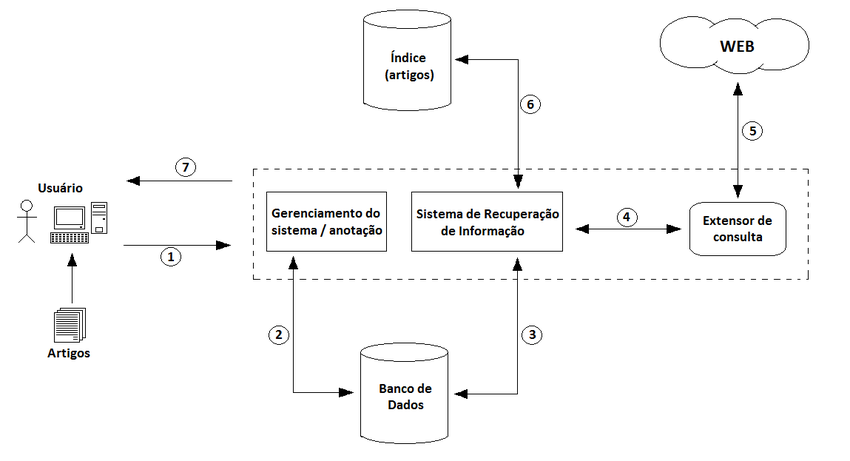 Índice
(artigos)
WEB
6
5
7
Usuário
Gerenciamento do
sistema / anotação
Sistema de Recuperação
de Informação
4
Extensor de
consulta
1
Artigos
2
3
Banco de
Dados